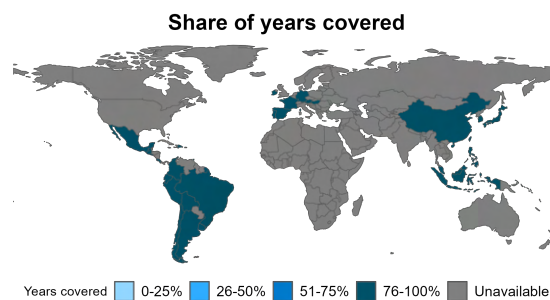 Share of years covered
Years covered 0-25% 26-50% 51-75% 76-100% Unavailable